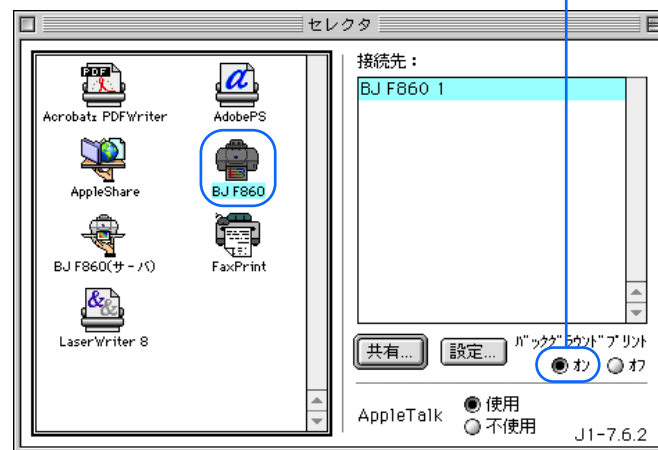 セレクタ
PDF
Acrobat™ PDFWriter
AdobePS
AppleShare
BJ F860
BJ F860(サーバ)
FaxPrint
LaserWriter 8
接続先：
BJ F860 1
共有...
設定...
バックグラウンドプリント
オン
オフ
AppleTalk
使用
不使用
J1-7.6.2